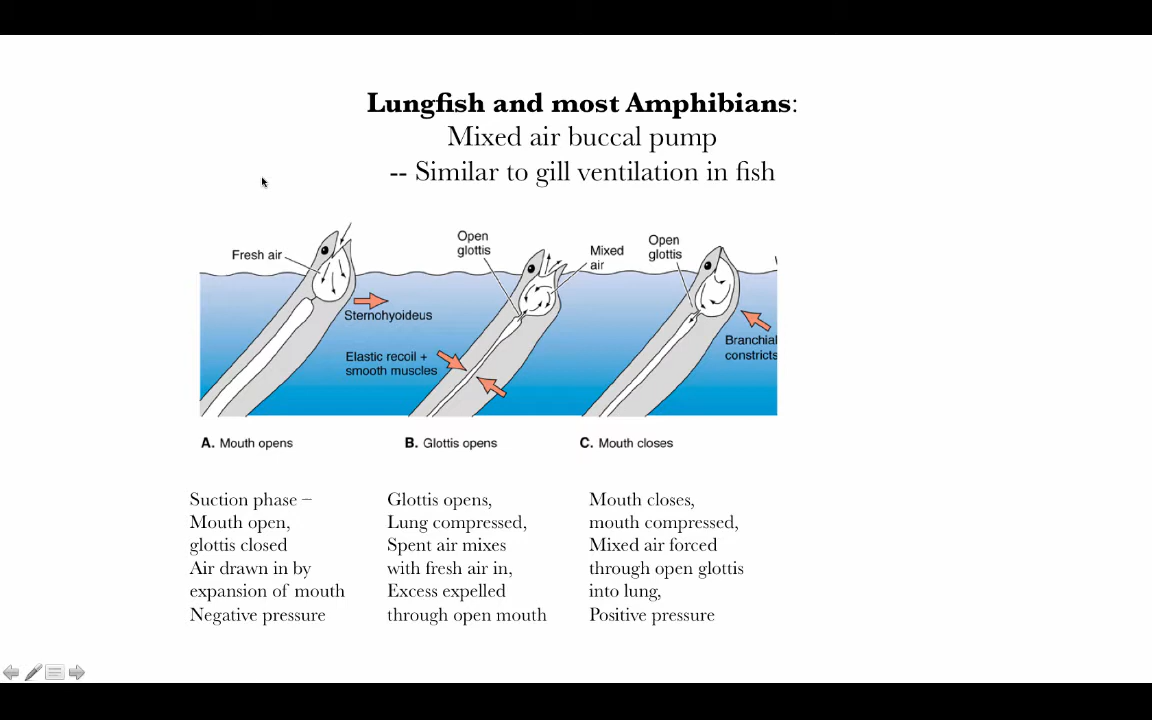 Lungfish and most Amphibians:
Mixed air buccal pump
-- Similar to gill ventilation in fish
Fresh air
Sternchyoideus
Open
glottis
Mixed
air
Elastic recoil +
smooth muscles
Open
glottis
Branchial
constricts
A. Mouth opens
B. Glottis opens
C. Mouth closes
Suction phase –
Mouth open,
glottis closed
Air drawn in by
expansion of mouth
Negative pressure
Glottis opens,
Lung compressed,
Spent air mixes
with fresh air in,
Excess expelled
through open mouth
Mouth closes,
mouth compressed,
Mixed air forced
through open glottis
into lung,
Positive pressure